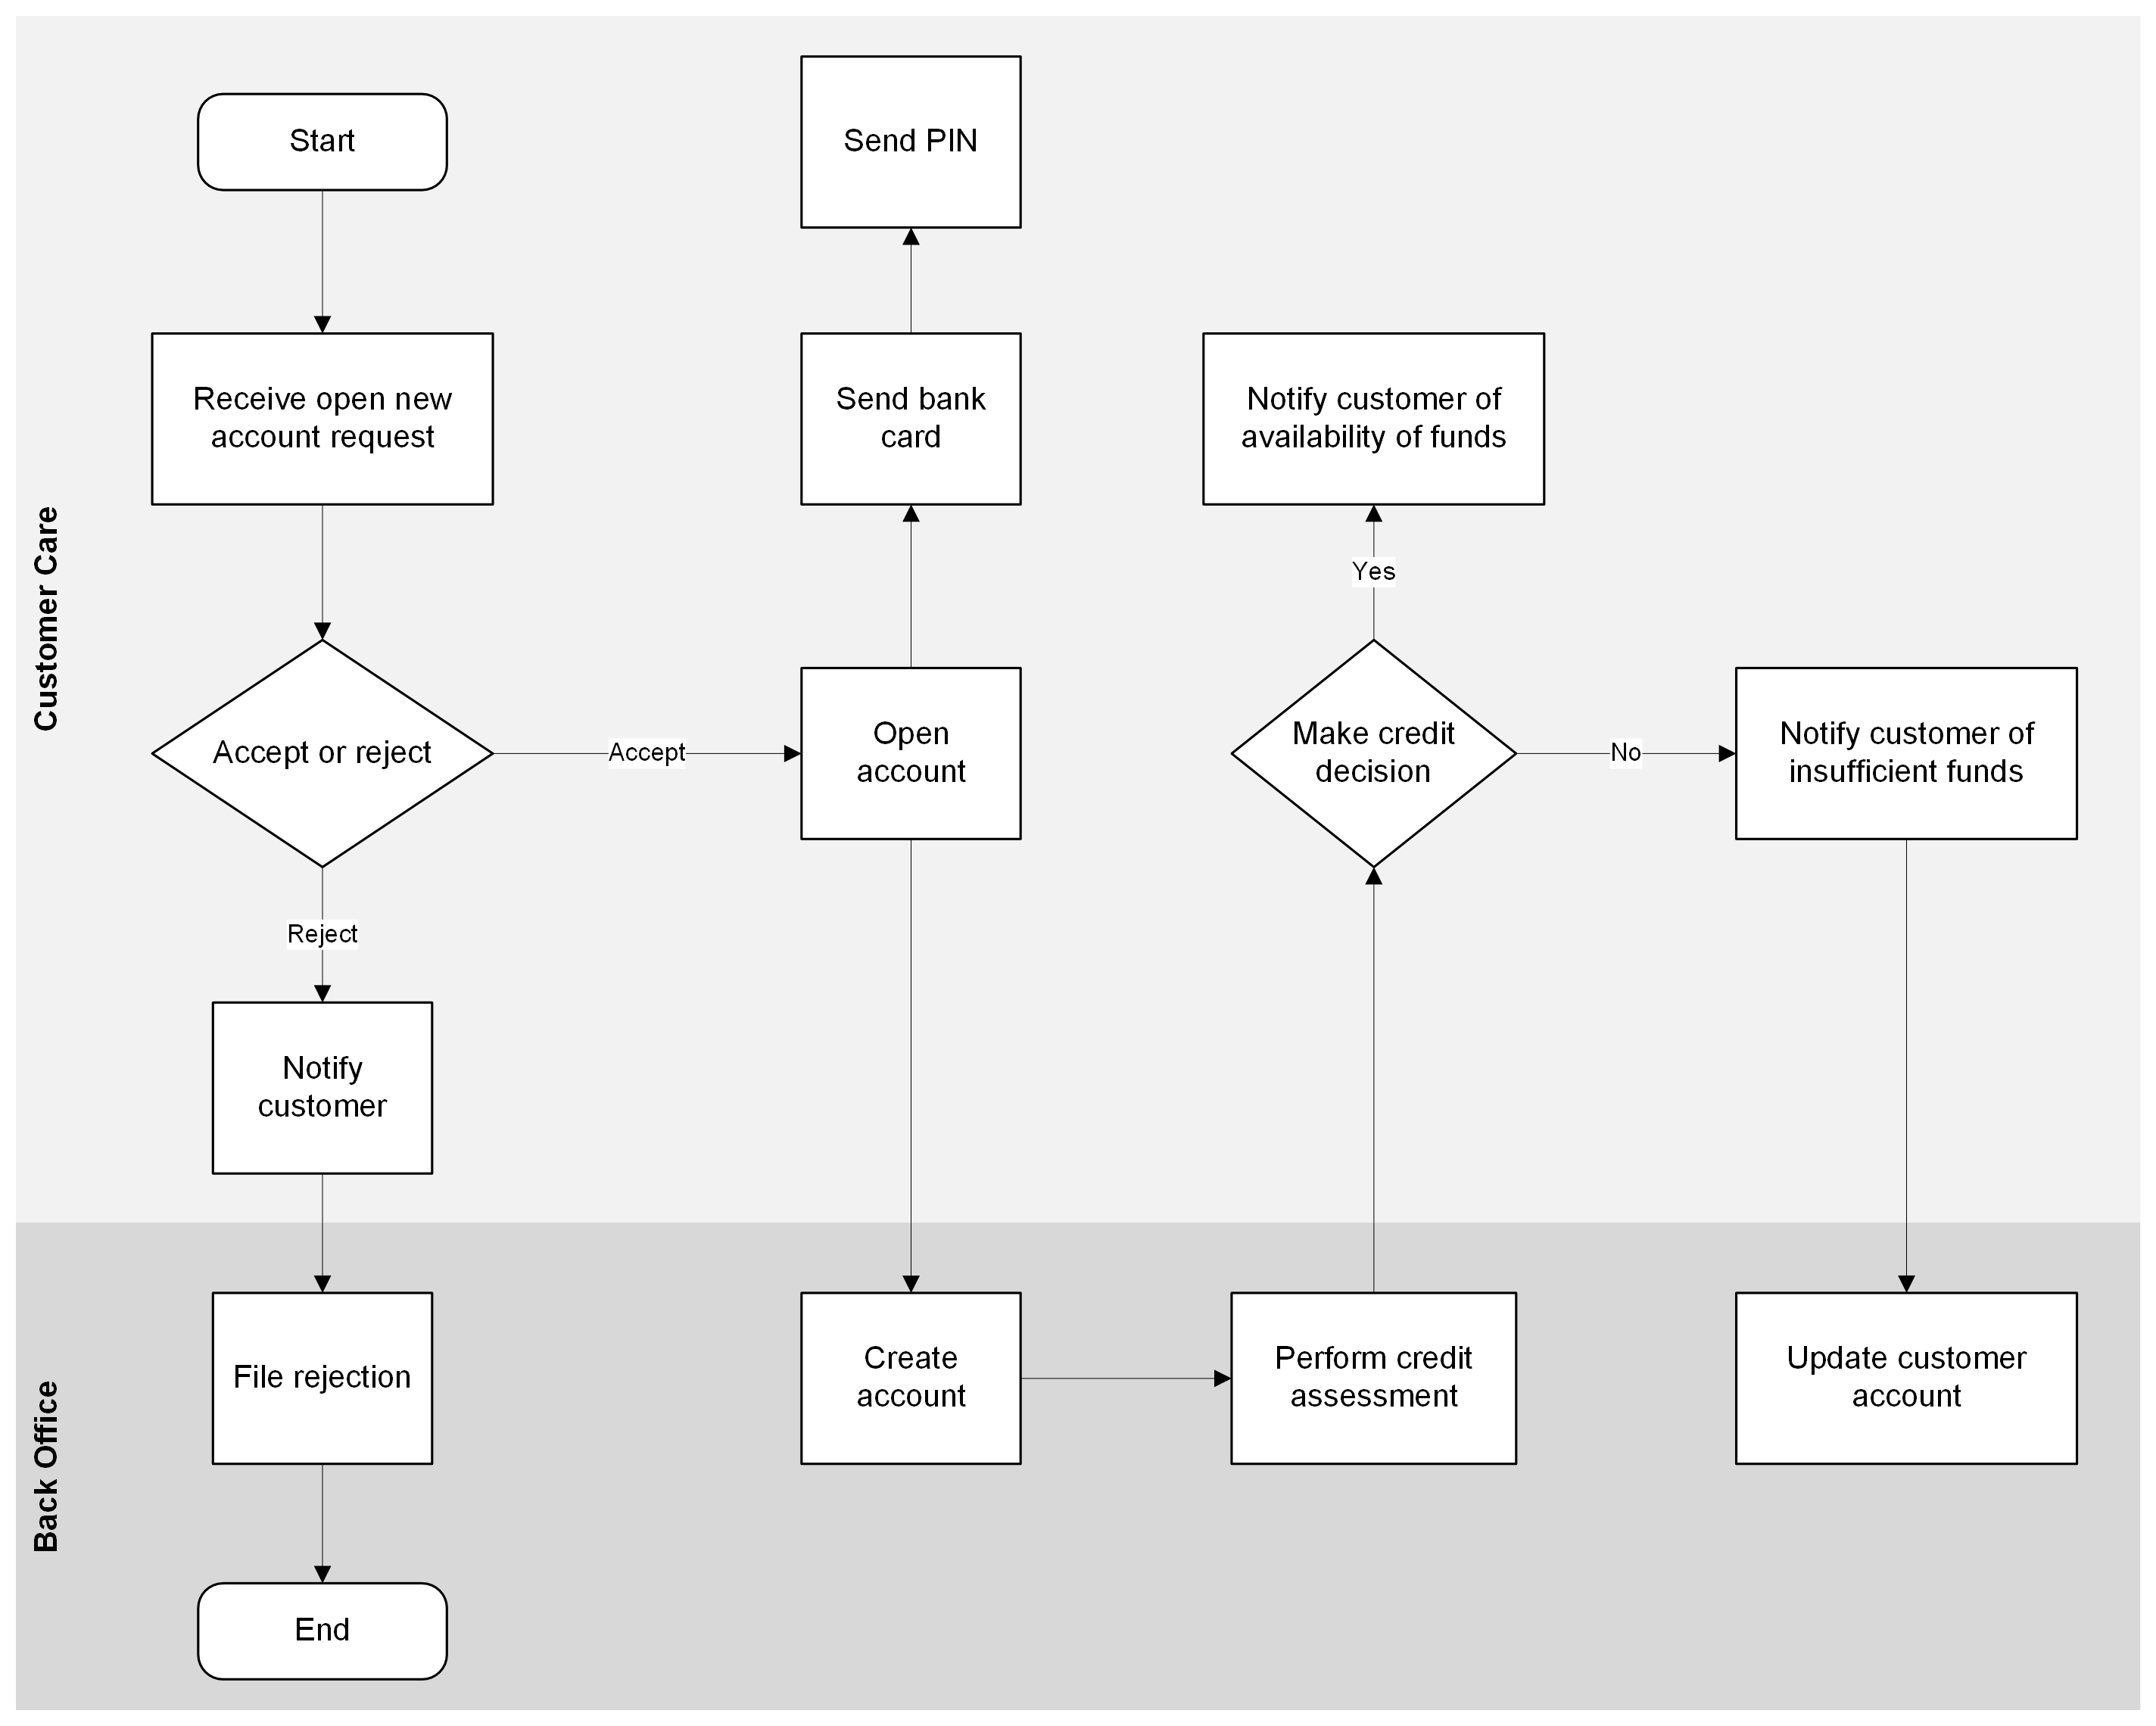 Customer Care
Start
Send PIN
Receive open new
account request
Send bank
card
Notify customer of
availability of funds
Yes
Accept or reject
Accept
Open
account
Make credit
decision
No
Notify customer of
insufficient funds
Reject
Notify
customer
Back Office
File rejection
Create
account
Perform credit
assessment
Update customer
account
End